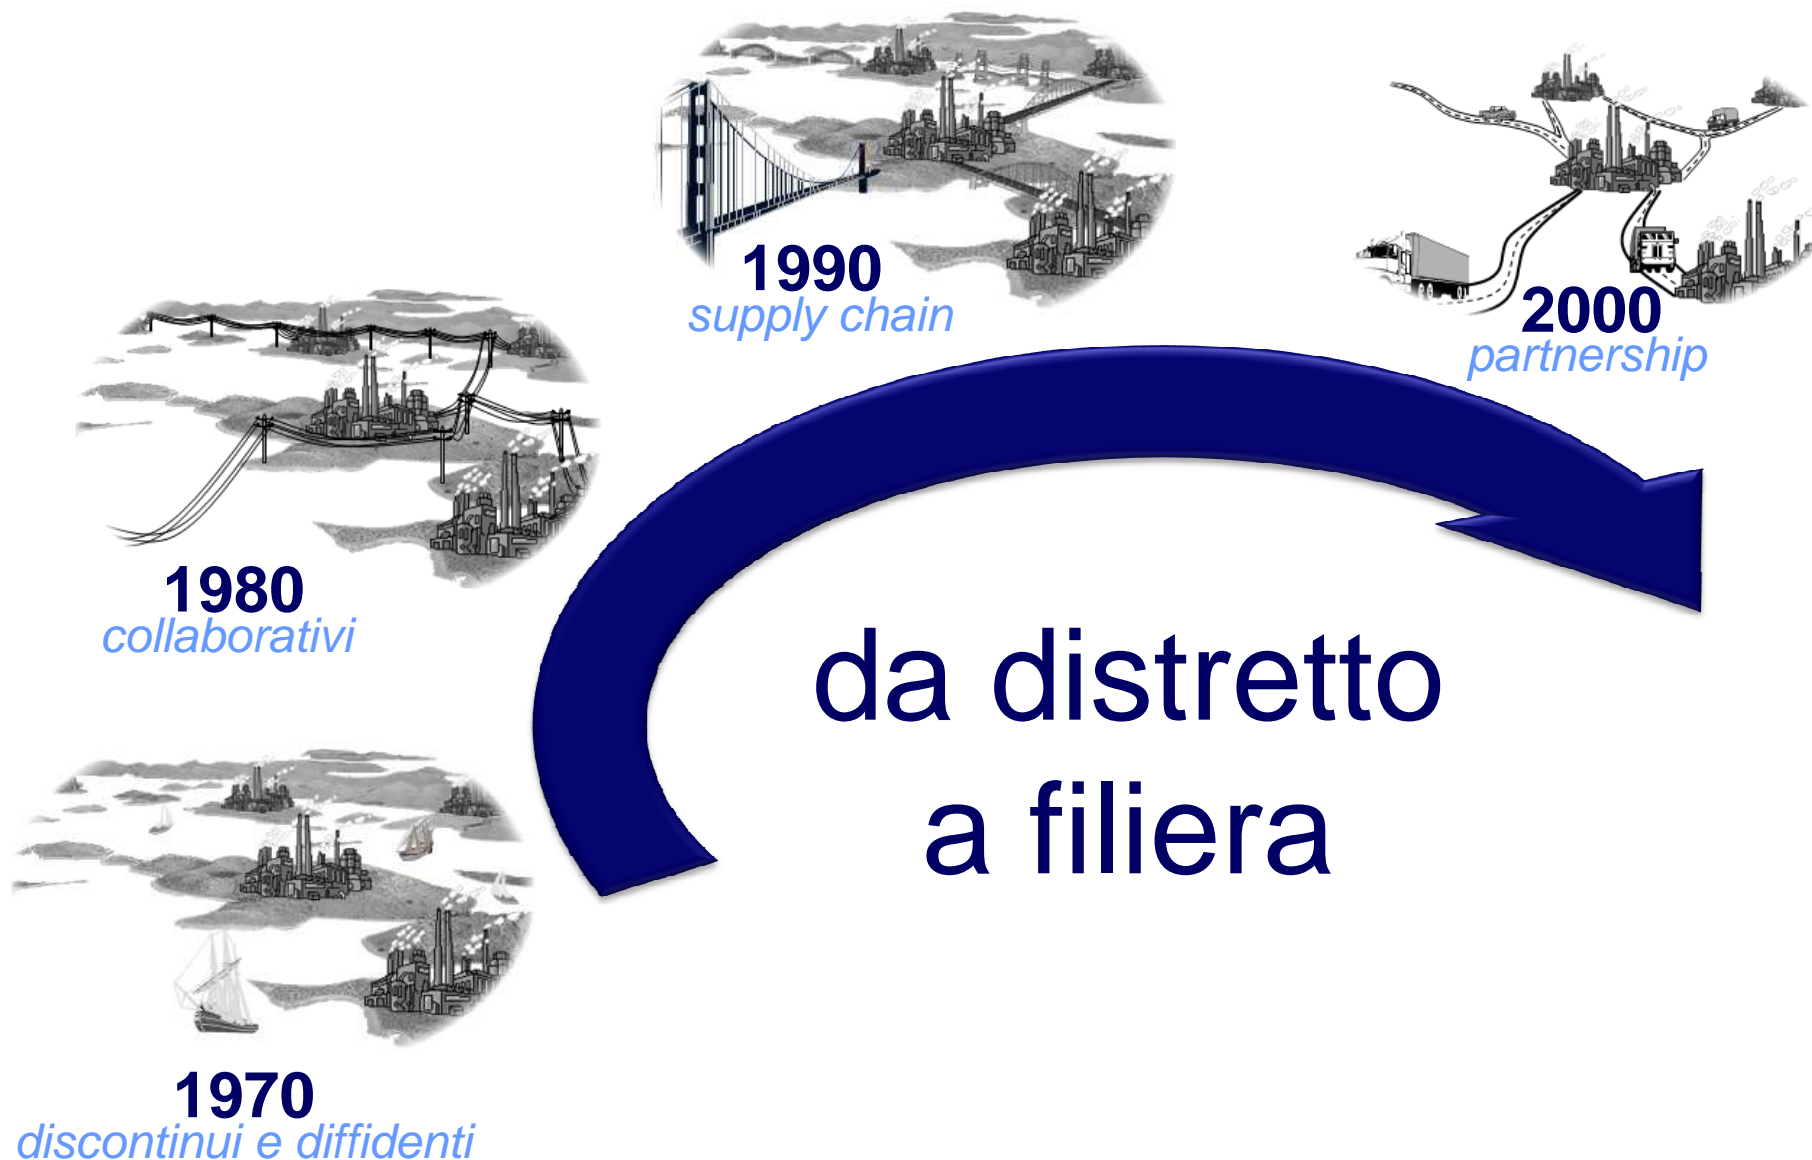 1990
supply chain
2000
partnership
1980
collaborativi
da distretto
a filiera
1970
discontinui e diffidenti